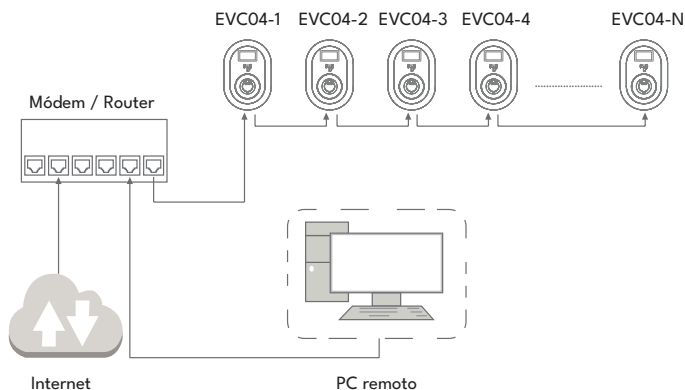 EVC04-1 EVC04-2 EVC04-3 EVC04-4 EVC04-N
Módem / Router
Internet PC remoto